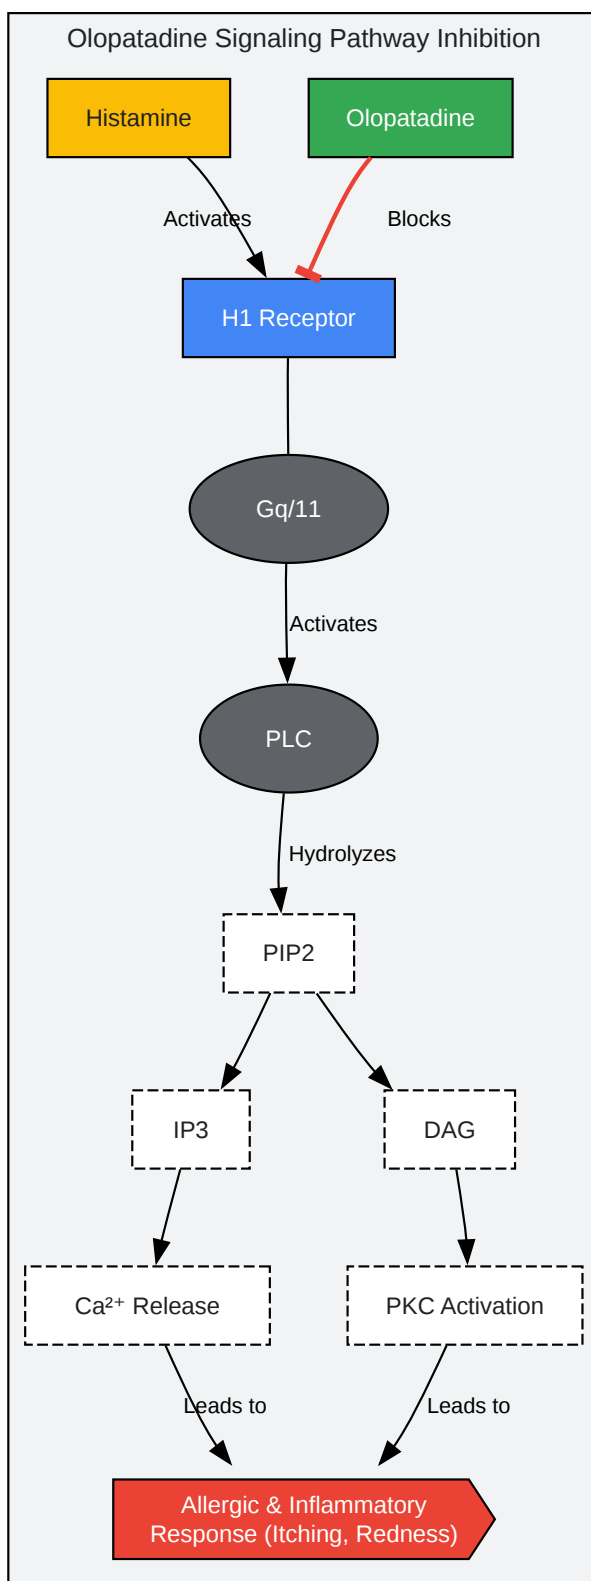 Olopatadine Signaling Pathway Inhibition
Histamine
Olopatadine
Activates
Blocks
H1 Receptor
Gq/11
Activates
PLC
Hydrolyzes
PIP2
IP3
DAG
Ca²⁺ Release
PKC Activation
Leads to
Leads to
Allergic & Inflammatory
Response (Itching, Redness)